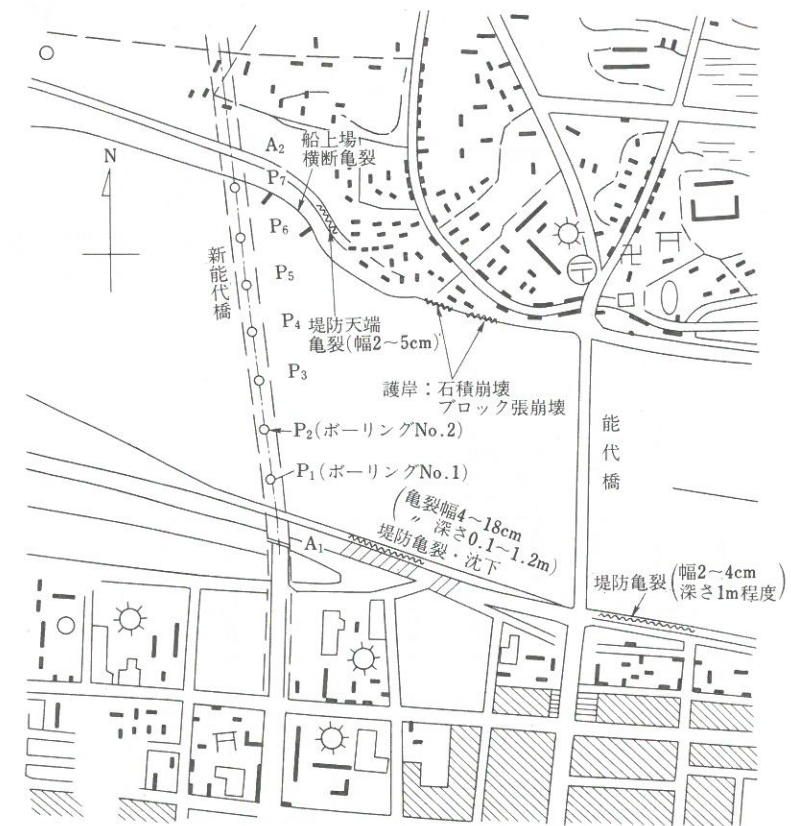 船上場
横断亀裂
A2
N
P7
P6
新能代橋
P5
堤防天端
亀裂(幅2～5cm)
P4
P3
護岸：石積崩壊
ブロック張崩壊
能代橋
P2(ボーリングNo.2)
P1(ボーリングNo.1)
亀裂幅4～18cm
〃 深さ0.1～1.2m
堤防亀裂・沈下
A1
堤防亀裂(幅2～4cm
深さ1m程度)